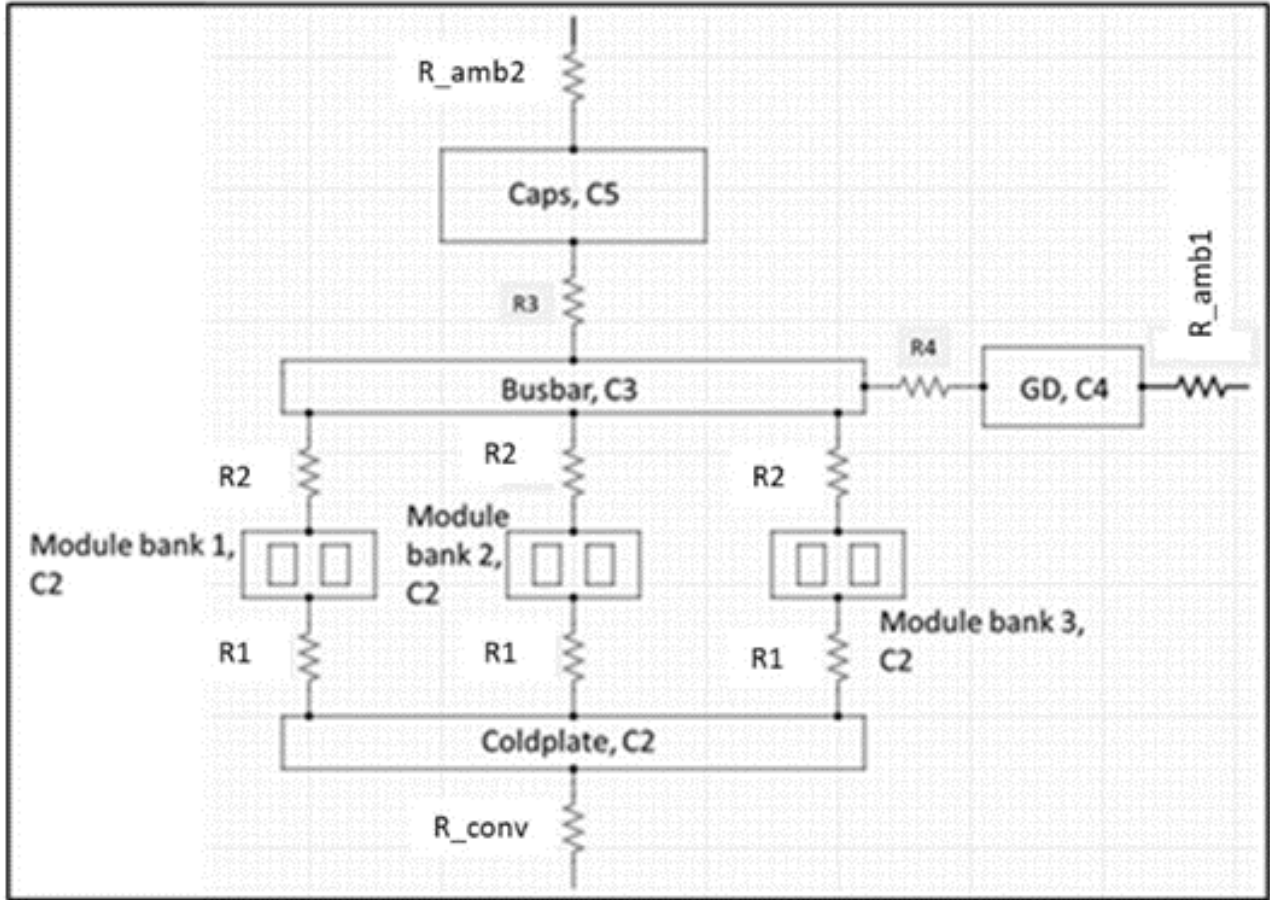 R_amb2
Caps, C5
R_amb1
R3
R4
Busbar, C3
GD, C4
R2
R2
R2
Module bank 1,
C2
Module
bank 2,
C2
Module bank 3,
C2
R1
R1
R1
Coldplate, C2
R_conv